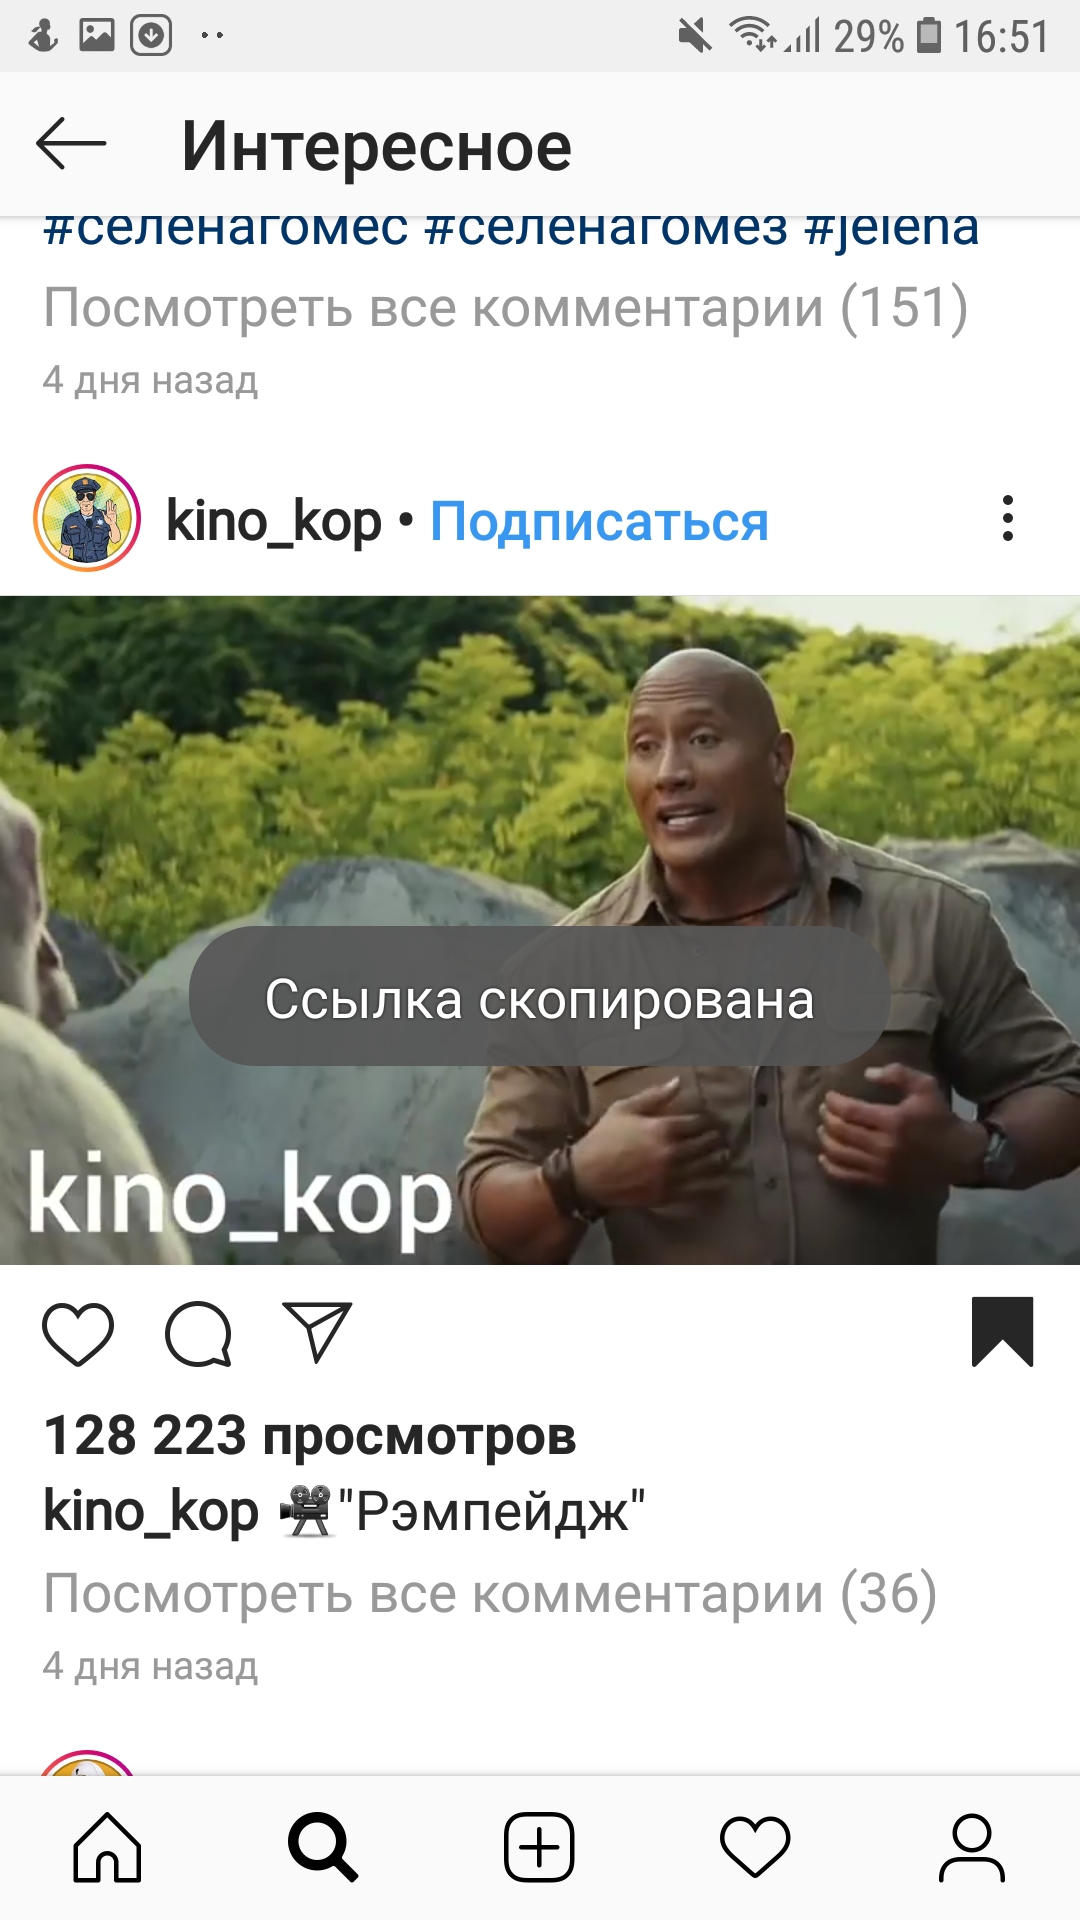 29% 16:51
Интересное
#селенагомес #селенагомез #jelena
Посмотреть все комментарии (151)
4 дня назад
kino_kop • Подписаться
Ссылка скопирована
kino_kop
128 223 просмотров
kino_kop 🎥"Рэмпейдж"
Посмотреть все комментарии (36)
4 дня назад